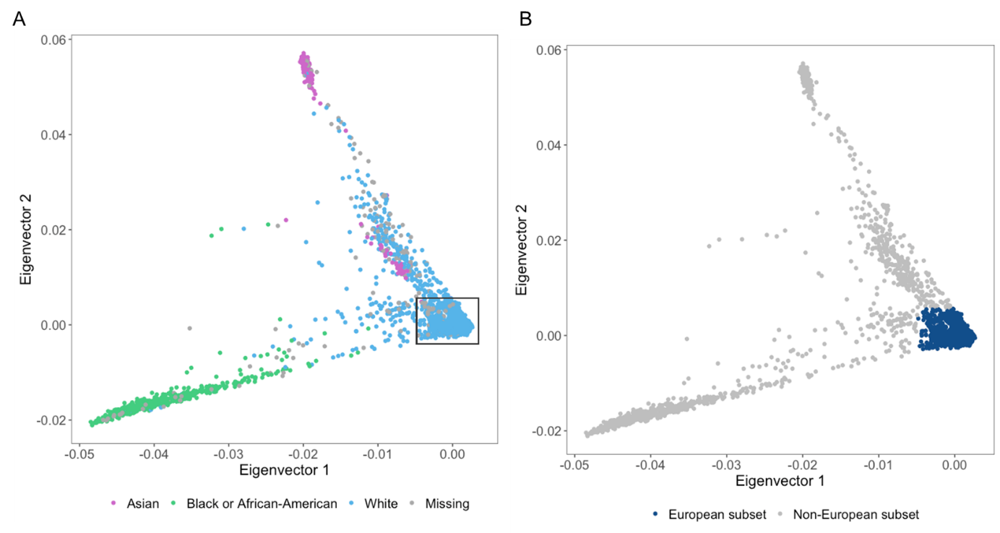 A
0.06
0.04
0.02
0.00
-0.02
Eigenvector 2
-0.05 -0.04 -0.03 -0.02 -0.01 0.00
Eigenvector 1
Asian Black or African-American White Missing
B
0.06
0.04
0.02
0.00
-0.02
Eigenvector 2
-0.05 -0.04 -0.03 -0.02 -0.01 0.00
Eigenvector 1
European subset Non-European subset